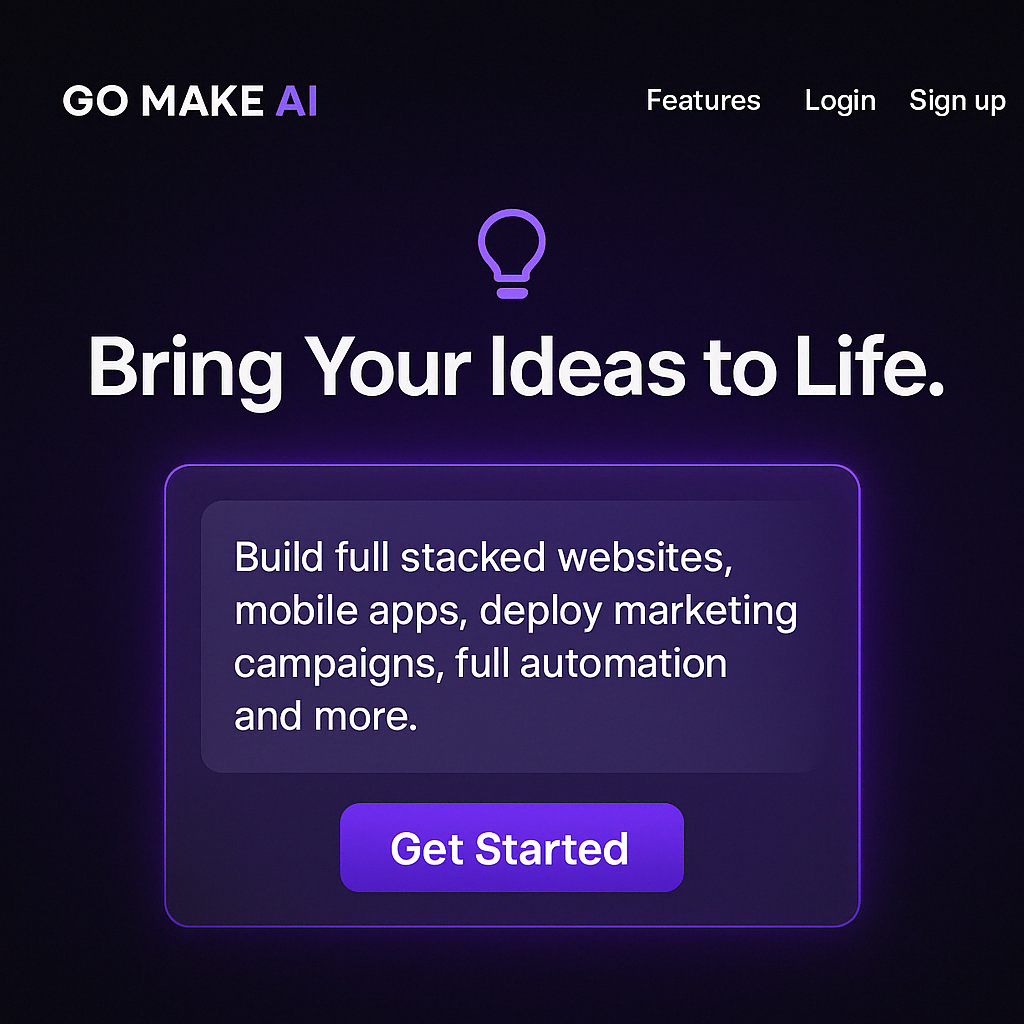 GO MAKE AI
Features Login Sign up
Bring Your Ideas to Life.
Build full stacked websites,
mobile apps, deploy marketing
campaigns, full automation
and more.
Get Started